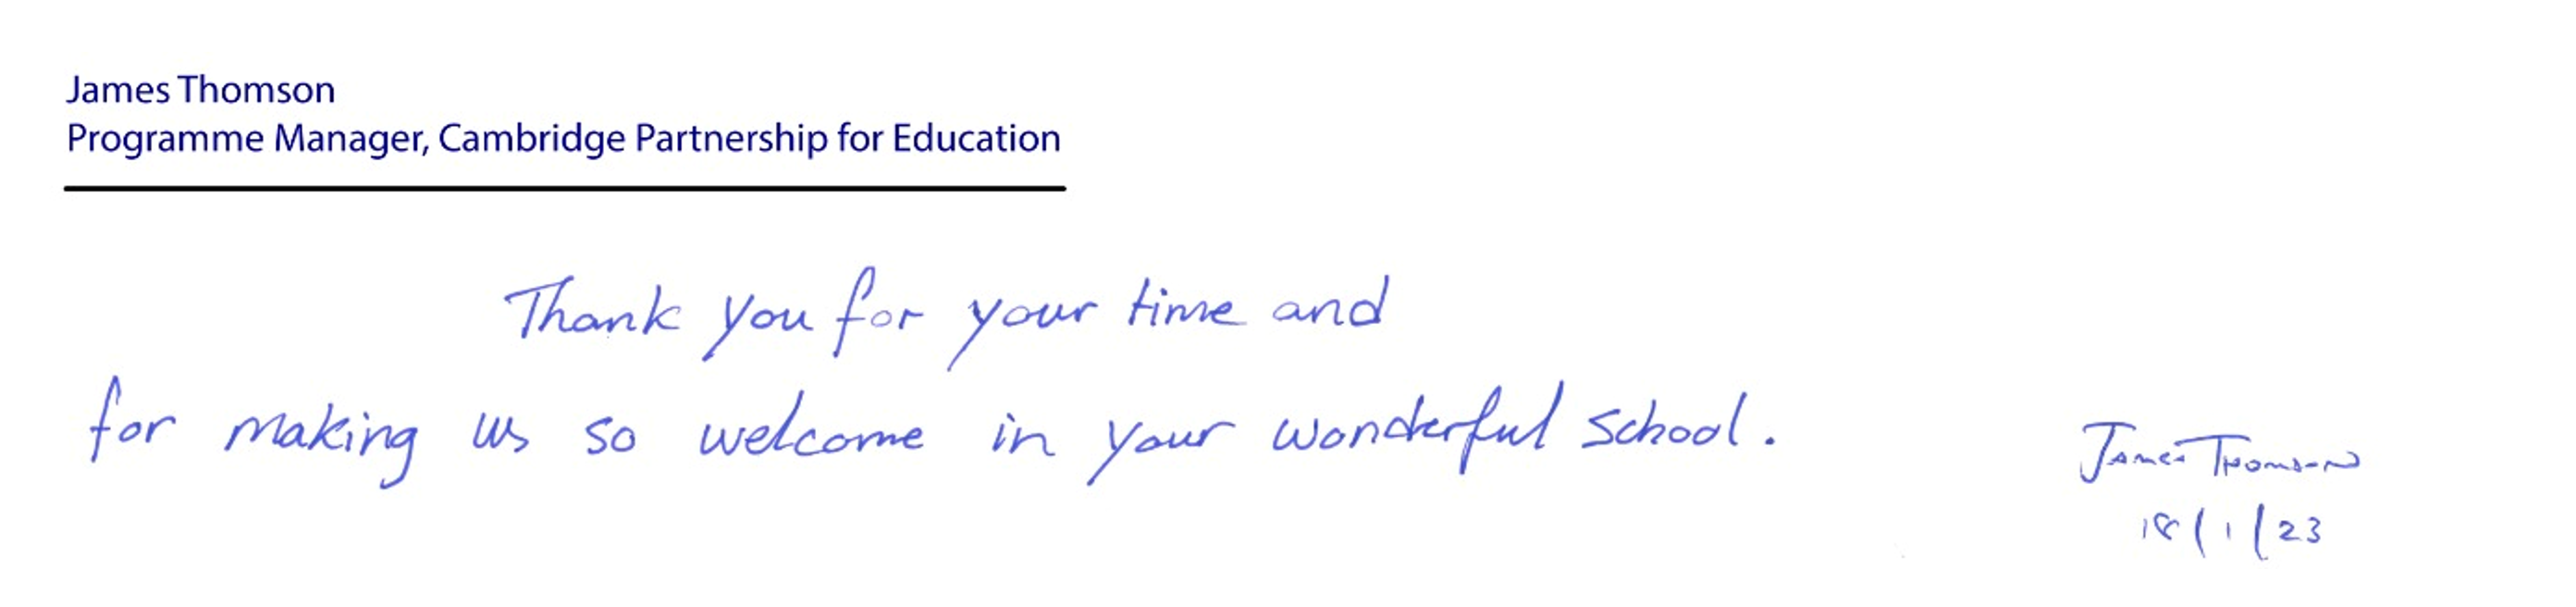 James Thomson
Programme Manager, Cambridge Partnership for Education
Thank you for your time and
for making us so welcome in your wonderful school.
James Thomson
18/1/23